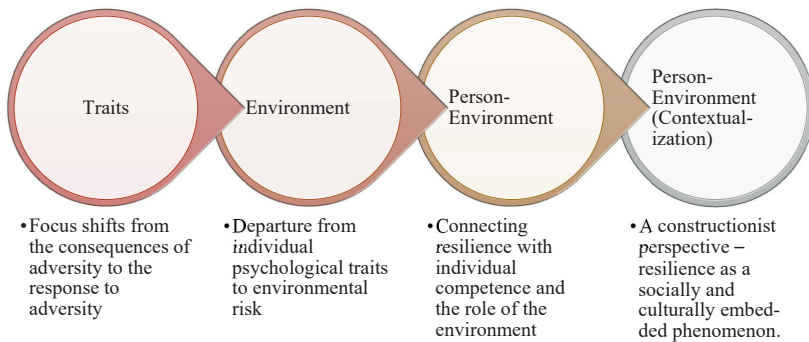 Traits
Environment
Person-
Environment
Person-
Environment
(Contextual-
ization)
•Focus shifts from
the consequences of
adversity to the
response to
adversity
•Departure from
individual
psychological traits
to environmental
risk
•Connecting
resilience with
individual
competence and
the role of the
environment
•A constructionist
perspective –
resilience as a
socially and
culturally embed-
ded phenomenon.